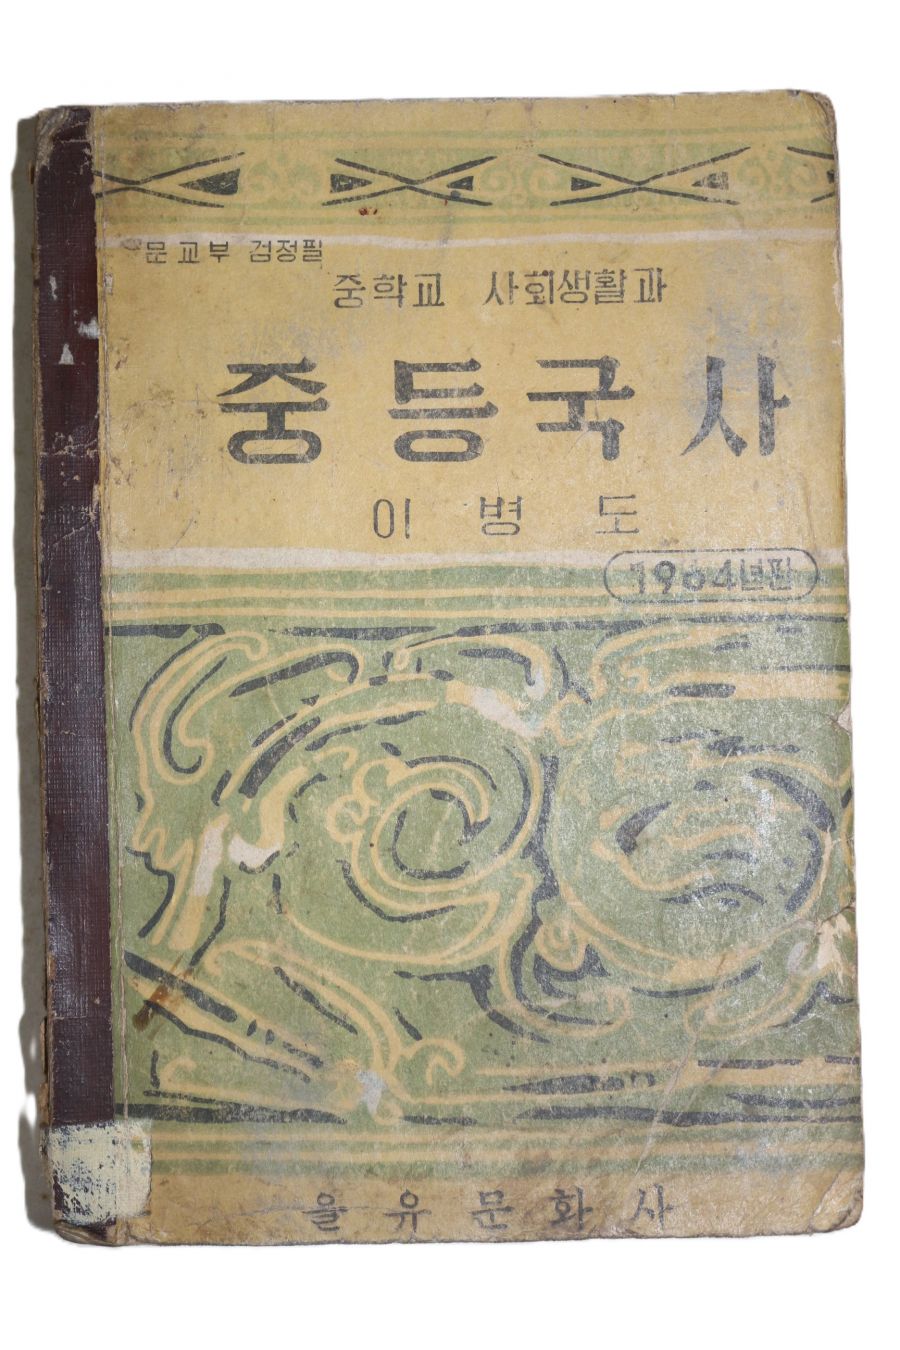 문교부 검정필
중학교 사회생활과
중등국사
이병도
1964년판
을유문화사